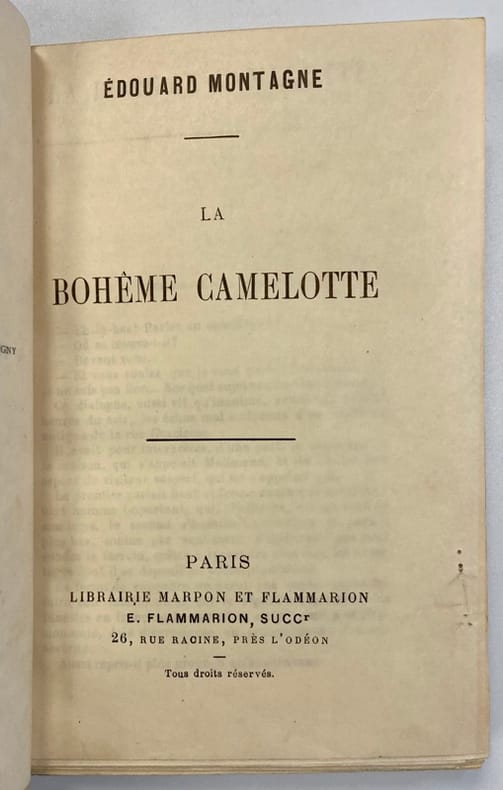 ÉDOUARD MONTAGNE
LA
BOHÊME CAMELOTTE
GNY
PARIS
LIBRAIRIE MARPON ET FLAMMARION
E. FLAMMARION, SUCCr
26, RUE RACINE, PRÈS L'ODÉON
Tous droits réservés.